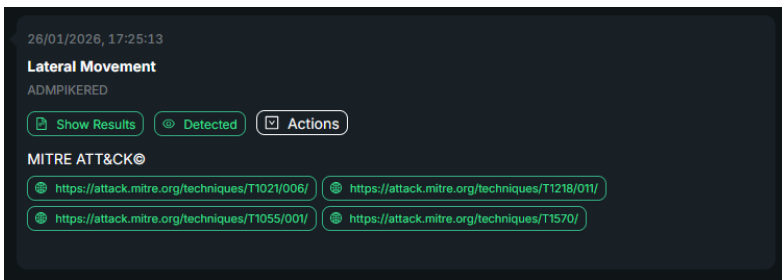 26/01/2026, 17:25:13
Lateral Movement
ADMPIKERED
Show Results Detected Actions
MITRE ATT&CK©
https://attack.mitre.org/techniques/T1021/006/ https://attack.mitre.org/techniques/T1218/011/
https://attack.mitre.org/techniques/T1055/001/ https://attack.mitre.org/techniques/T1570/